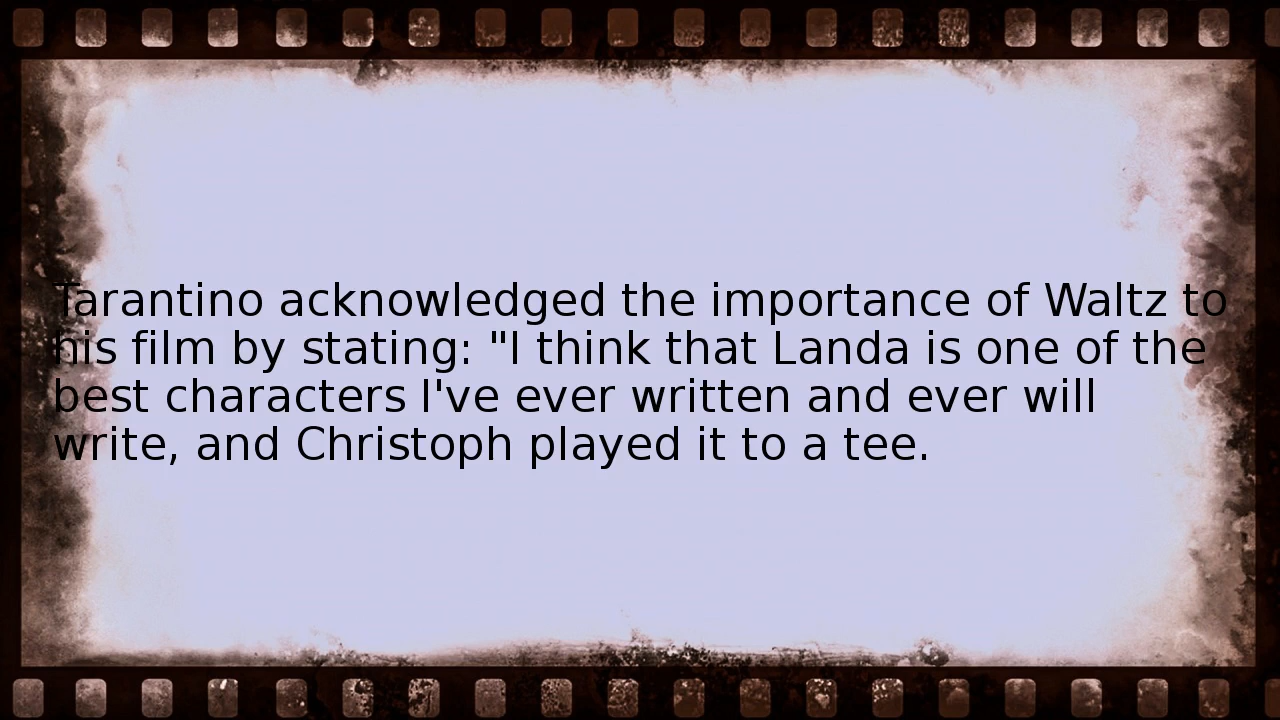 Tarantino acknowledged the importance of Waltz to
his film by stating: "I think that Landa is one of the
best characters I've ever written and ever will
write, and Christoph played it to a tee.